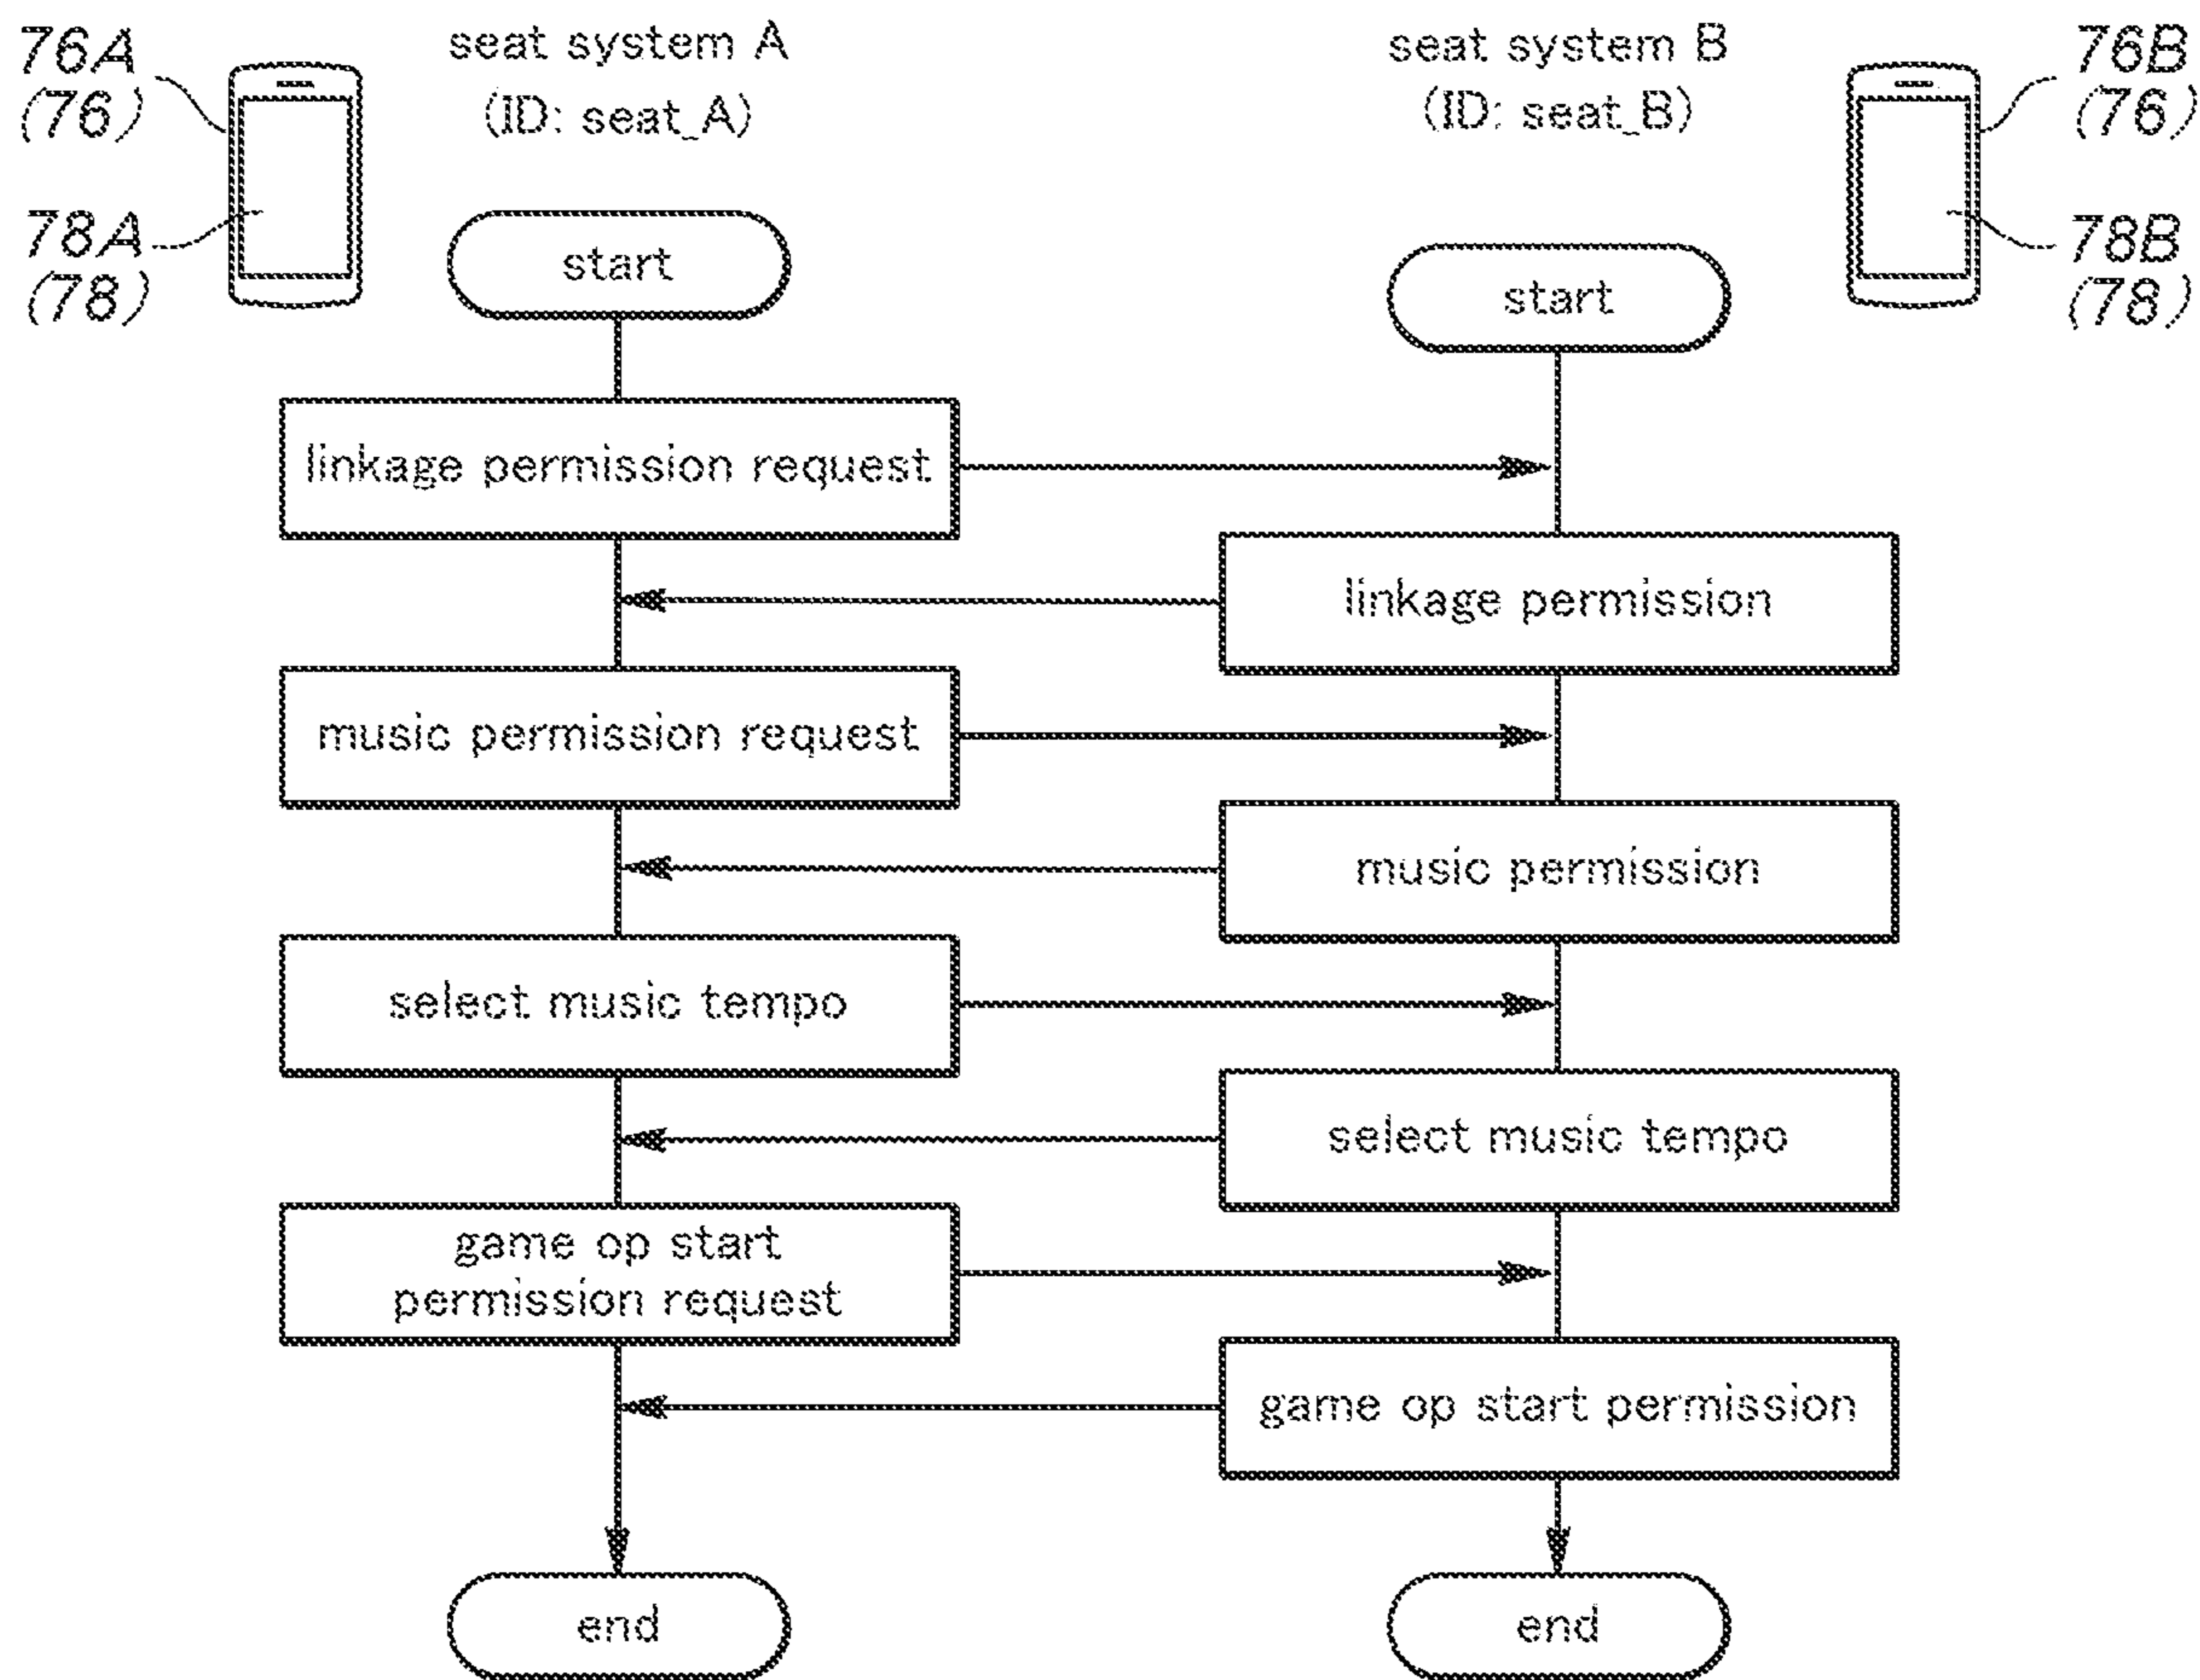 76A
(76)
seat system A
(ID: seat_A)
seat system B
(ID: seat_B)
76B
(76)
78A
(78)
78B
(78)
start
start
linkage permission request
linkage permission
music permission request
music permission
select music tempo
select music tempo
game op start
permission request
game op start permission
end
end